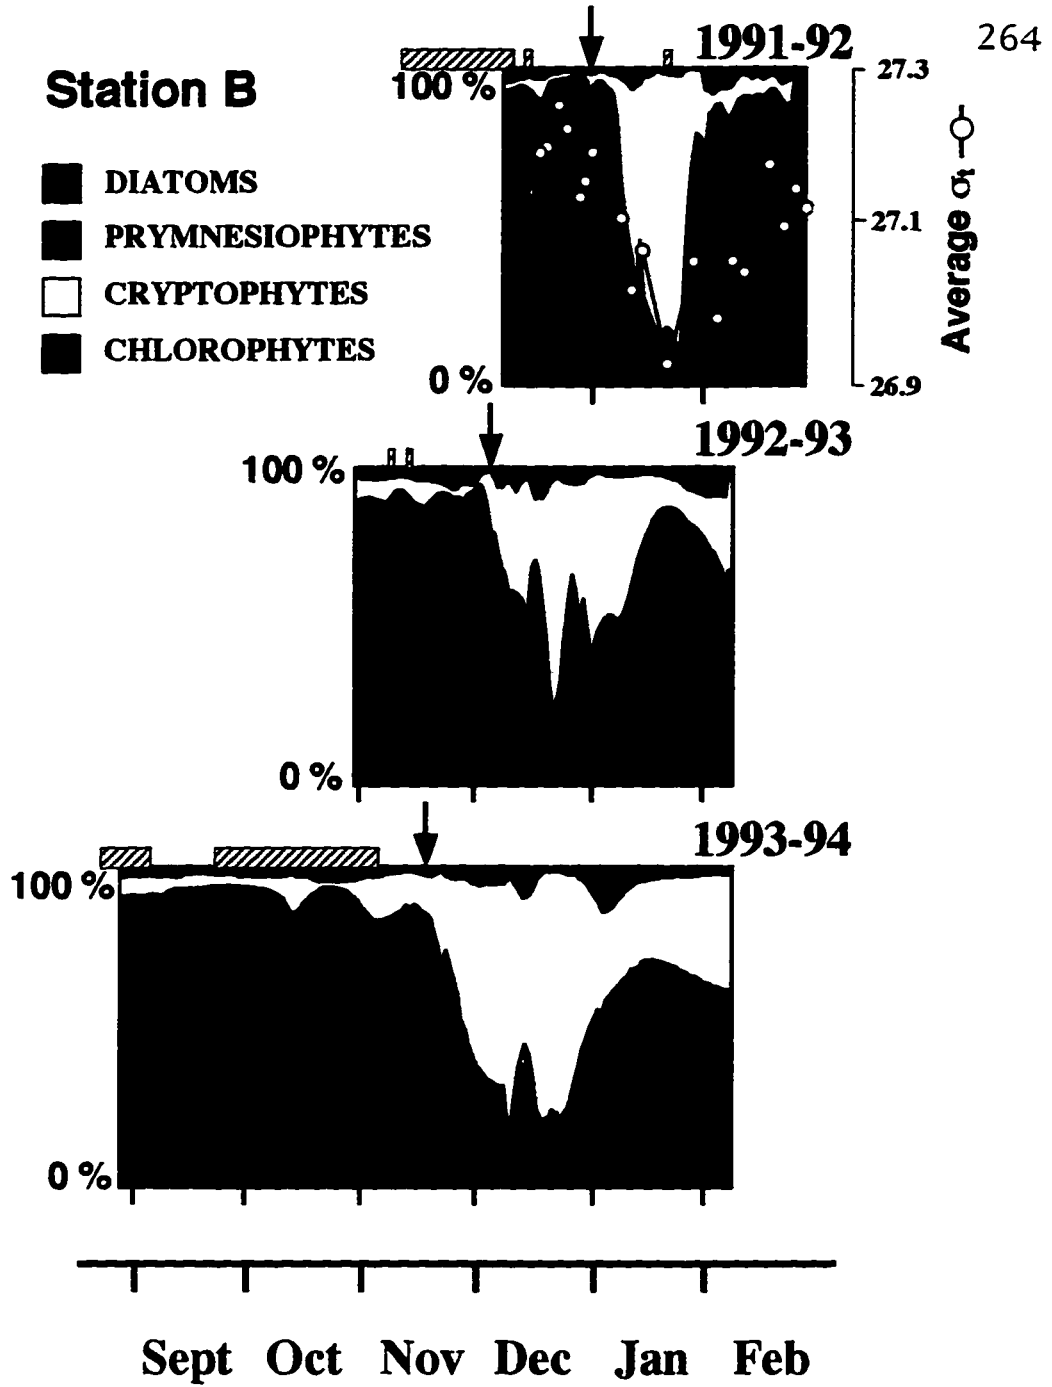 264
1991-92
Station B
100 %
27.3
DIATOMS
PRYMNESIOPHYTES
27.1
CRYPTOPHYTES
CHLOROPHYTES
Average σt
0 %
26.9
1992-93
100 %
0 %
1993-94
100 %
0 %
Sept Oct Nov Dec Jan Feb